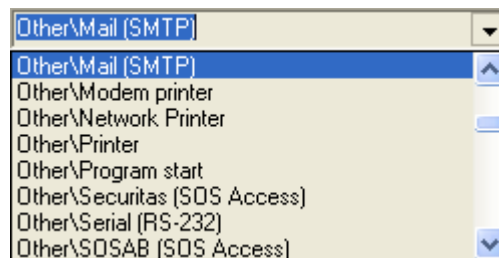 Other\Mail (SMTP)
Other\Mail (SMTP)
Other\Modem printer
Other\Network Printer
Other\Printer
Other\Program start
Other\Securitas (SOS Access)
Other\Serial (RS-232)
Other\SOSAB (SOS Access)